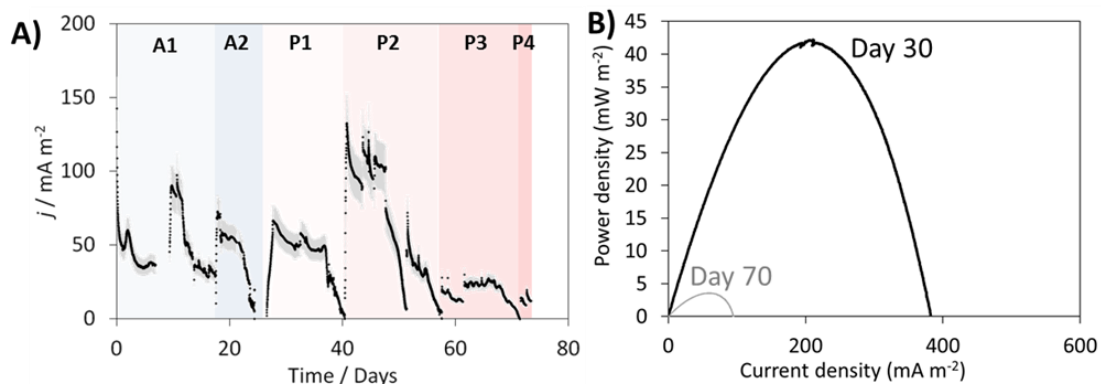 A)
A1 A2 P1 P2 P3 P4
200
150
100
50
0
j / mA m⁻²
0 20 40 60 80
Time / Days
B)
45
40
35
30
25
20
15
10
5
0
Power density (mW m⁻²)
Day 30
Day 70
0 200 400 600
Current density (mA m⁻²)